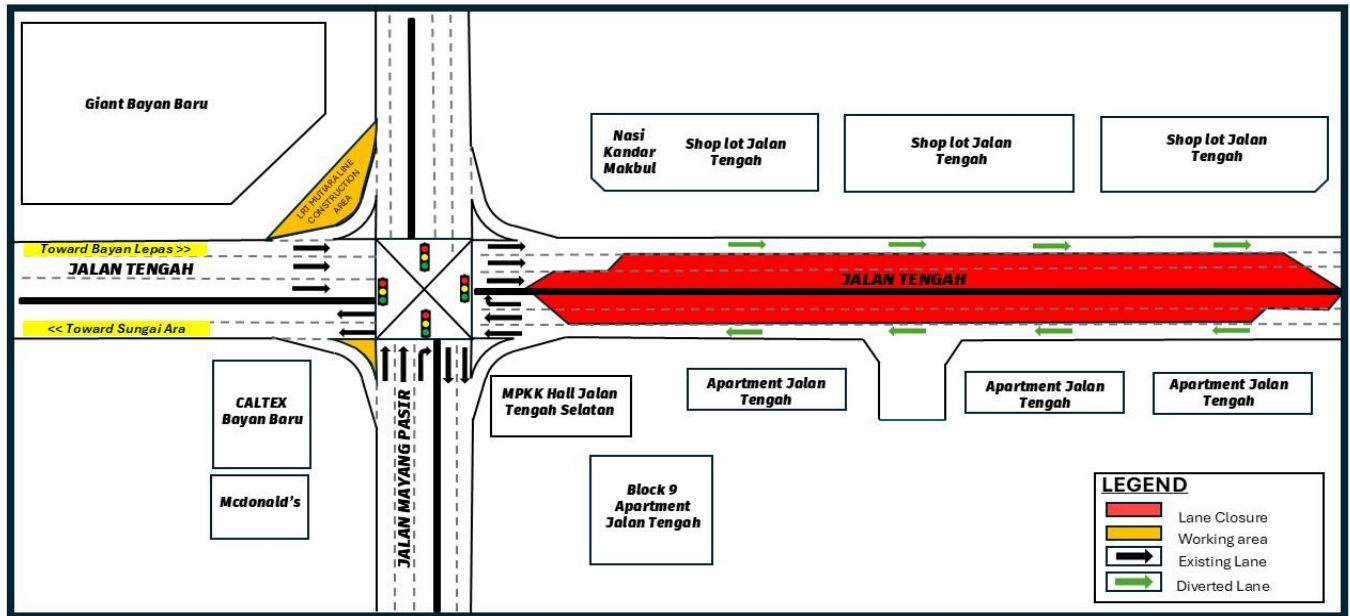 Giant Bayan Baru
LRT MUTIARA LINE
CONSTRUCTION
AREA
Nasi
Kandar
Makbul
Shop lot Jalan
Tengah
Shop lot Jalan
Tengah
Shop lot Jalan
Tengah
Toward Bayan Lepas >>
JALAN TENGAH
JALAN TENGAH
<< Toward Sungai Ara
CALTEX
Bayan Baru
Mcdonald's
JALAN MAYANG PASIR
MPKK Hall Jalan
Tengah Selatan
Apartment Jalan
Tengah
Apartment Jalan
Tengah
Apartment Jalan
Tengah
Block 9
Apartment
Jalan Tengah
LEGEND
Lane Closure
Working area
Existing Lane
Diverted Lane